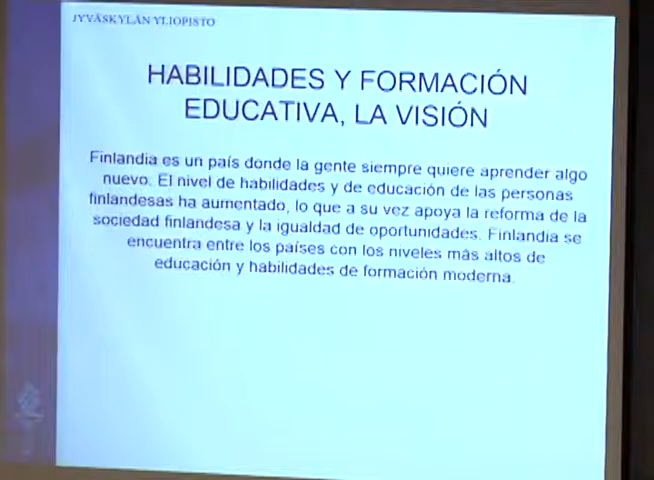 JYVÄSKYLÄN YLIOPISTO
HABILIDADES Y FORMACIÓN
EDUCATIVA, LA VISIÓN
Finlandia es un país donde la gente siempre quiere aprender algo
nuevo. El nivel de habilidades y de educación de las personas
finlandesas ha aumentado, lo que a su vez apoya la reforma de la
sociedad finlandesa y la igualdad de oportunidades. Finlandia se
encuentra entre los países con los niveles más altos de
educación y habilidades de formación moderna.